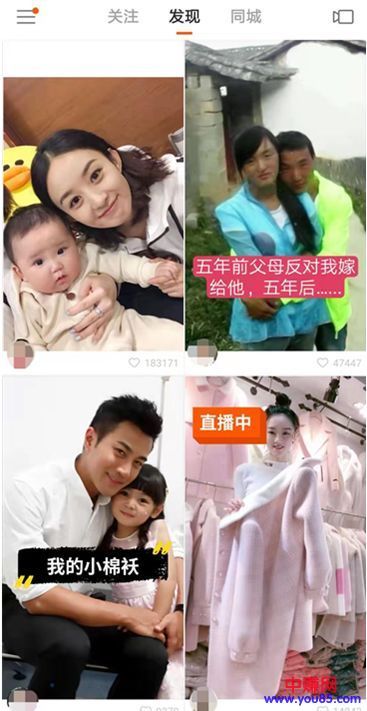 关注 发现 同城
五年前父母反对我嫁
给他，五年后……
183171
47447
直播中
我的小棉袄
中赚网
www.you85.com